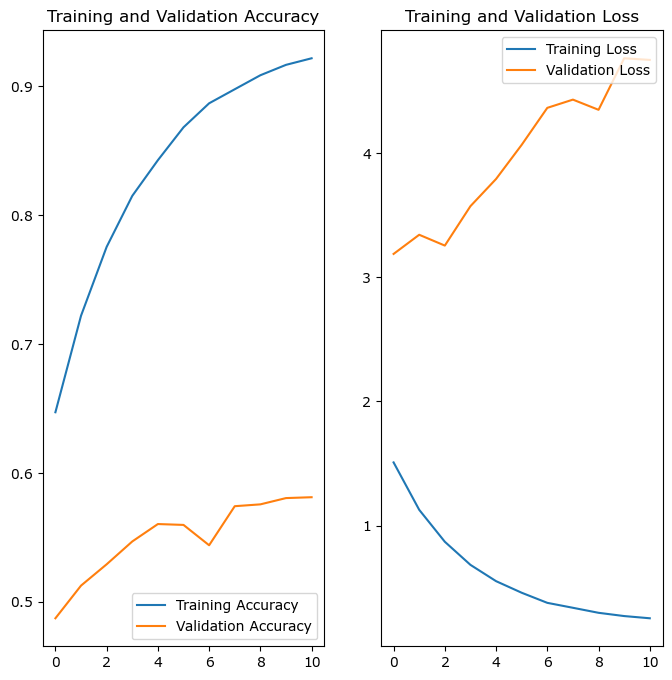 Training and Validation Accuracy
0.9
0.8
0.7
0.6
0.5
0 2 4 6 8 10
Training Accuracy
Validation Accuracy
Training and Validation Loss
4
3
2
1
0 2 4 6 8 10
Training Loss
Validation Loss